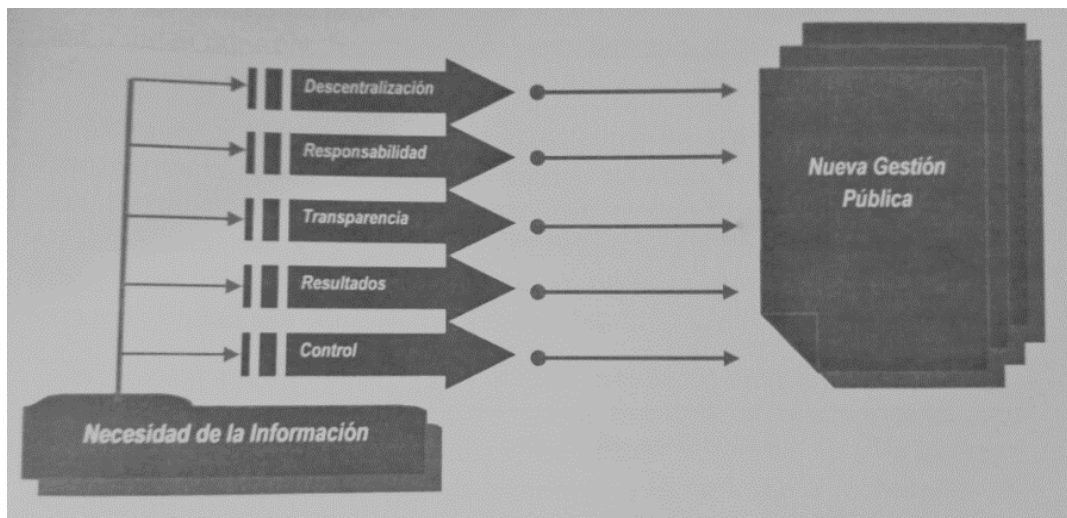 Descentralización
Responsabilidad
Transparencia
Resultados
Control
Nueva Gestión
Pública
Necesidad de la Información